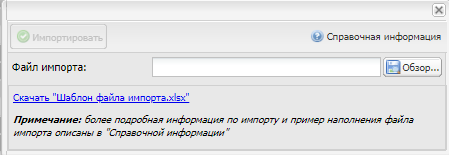 Импортировать Справочная информация
Файл импорта: Обзор...
Скачать "Шаблон файла импорта.xlsx"
Примечание: более подробная информация по импорту и пример наполнения файла
импорта описаны в "Справочной информации"